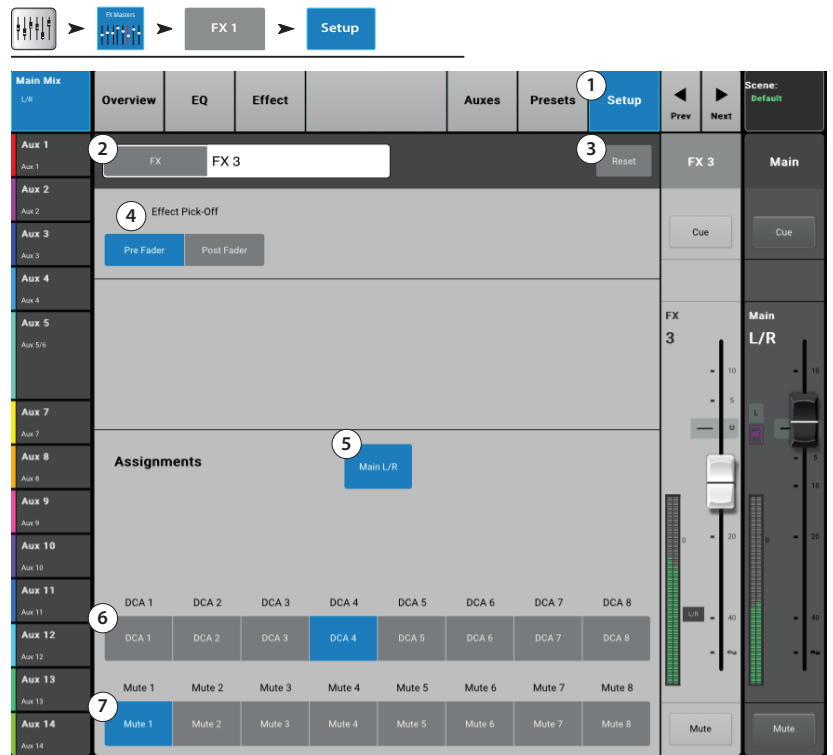 FX Masters
FX 1
Setup
Main Mix
L/R
Overview
EQ
Effect
Auxes
Presets
1
Setup
Prev
Next
Scene:
Default
Aux 1
Aux 1
Aux 2
Aux 2
Aux 3
Aux 3
Aux 4
Aux 4
Aux 5
Aux 5/6
Aux 7
Aux 7
Aux 8
Aux 8
Aux 9
Aux 9
Aux 10
Aux 10
Aux 11
Aux 11
Aux 12
Aux 12
Aux 13
Aux 13
Aux 14
Aux 14
2
FX
FX 3
3
Reset
4
Effect Pick-Off
Pre Fader
Post Fader
5
Assignments
Main L/R
DCA 1
DCA 2
DCA 3
DCA 4
DCA 5
DCA 6
DCA 7
DCA 8
6
DCA 1
DCA 2
DCA 3
DCA 4
DCA 5
DCA 6
DCA 7
DCA 8
Mute 1
Mute 2
Mute 3
Mute 4
Mute 5
Mute 6
Mute 7
Mute 8
7
Mute 1
Mute 2
Mute 3
Mute 4
Mute 5
Mute 6
Mute 7
Mute 8
FX 3
Cue
FX
3
10
5
U
0
20
L/R
40
∞
Mute
Main
Cue
Main
L/R
10
L
5
10
0
20
40
∞
Mute